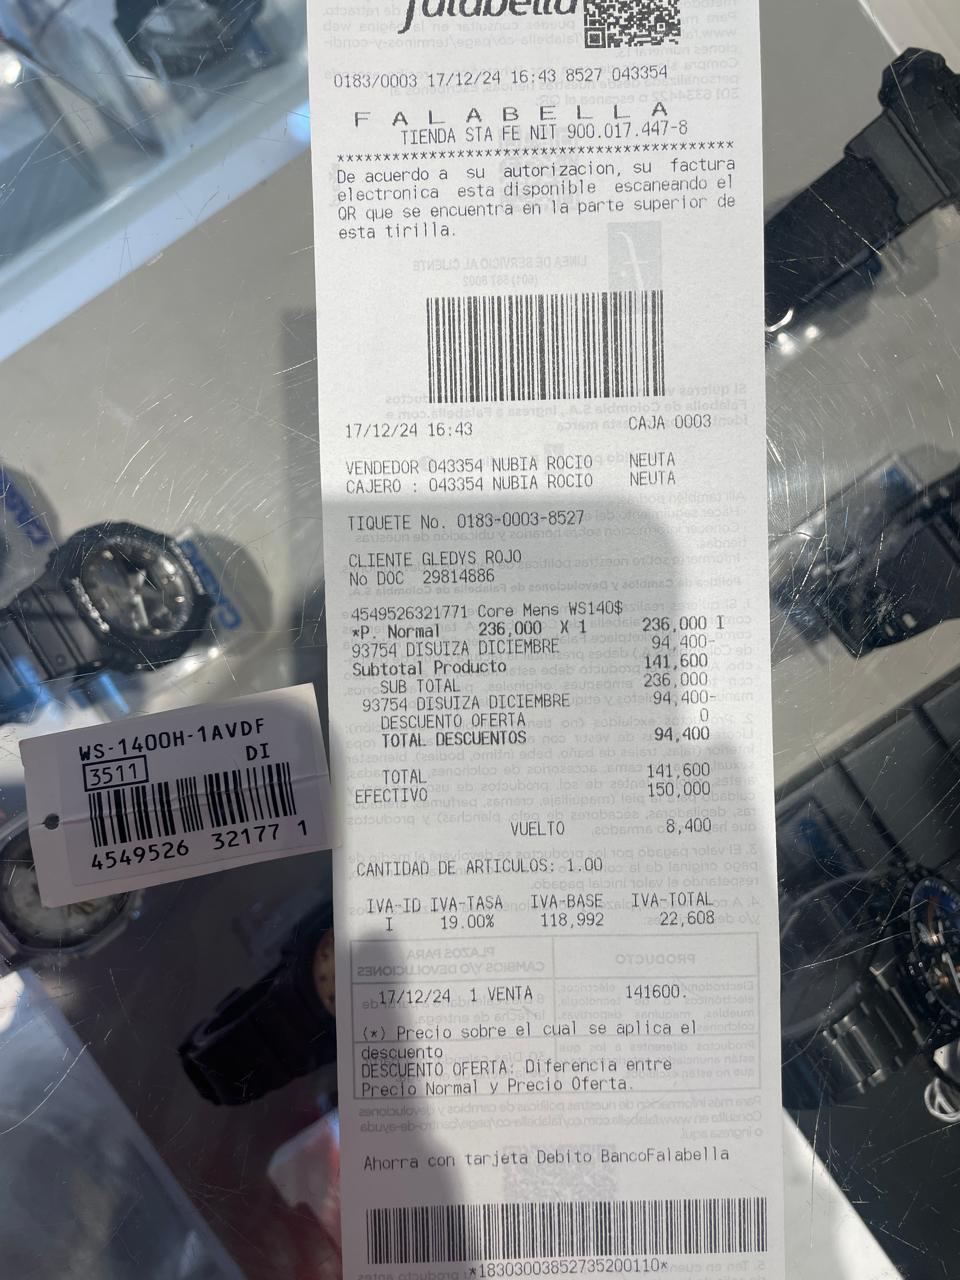 falabella
0183/0003 17/12/24 16:43 8527 043354
F A L A B E L L A
TIENDA STA FE NIT 900.017.447-8
********************************************
De acuerdo a su autorizacion, su factura
electronica esta disponible escaneando el
QR que se encuentra en la parte superior de
esta tirilla.
17/12/24 16:43 CAJA 0003
VENDEDOR 043354 NUBIA ROCIO NEUTA
CAJERO : 043354 NUBIA ROCIO NEUTA
TIQUETE No. 0183-0003-8527
CLIENTE GLEDYS ROJO
No DOC 29814886
4549526321771 Core Mens WS140$
*P. Normal 236,000 X 1 236,000 I
93754 DISUIZA DICIEMBRE 94,400-
Subtotal Producto 141,600
SUB TOTAL 236,000
93754 DISUIZA DICIEMBRE 94,400-
DESCUENTO OFERTA 0
TOTAL DESCUENTOS 94,400
TOTAL 141,600
EFECTIVO 150,000
VUELTO 8,400
CANTIDAD DE ARTICULOS: 1.00
IVA-ID IVA-TASA IVA-BASE IVA-TOTAL
I 19.00% 118,992 22,608
17/12/24 1 VENTA 141600.
(*) Precio sobre el cual se aplica el
descuento
DESCUENTO OFERTA: Diferencia entre
Precio Normal y Precio Oferta.
Ahorra con tarjeta Debito BancoFalabella
*18303003852735200110*
WS-1400H-1AVDF
3511 DI
4549526 32177 1